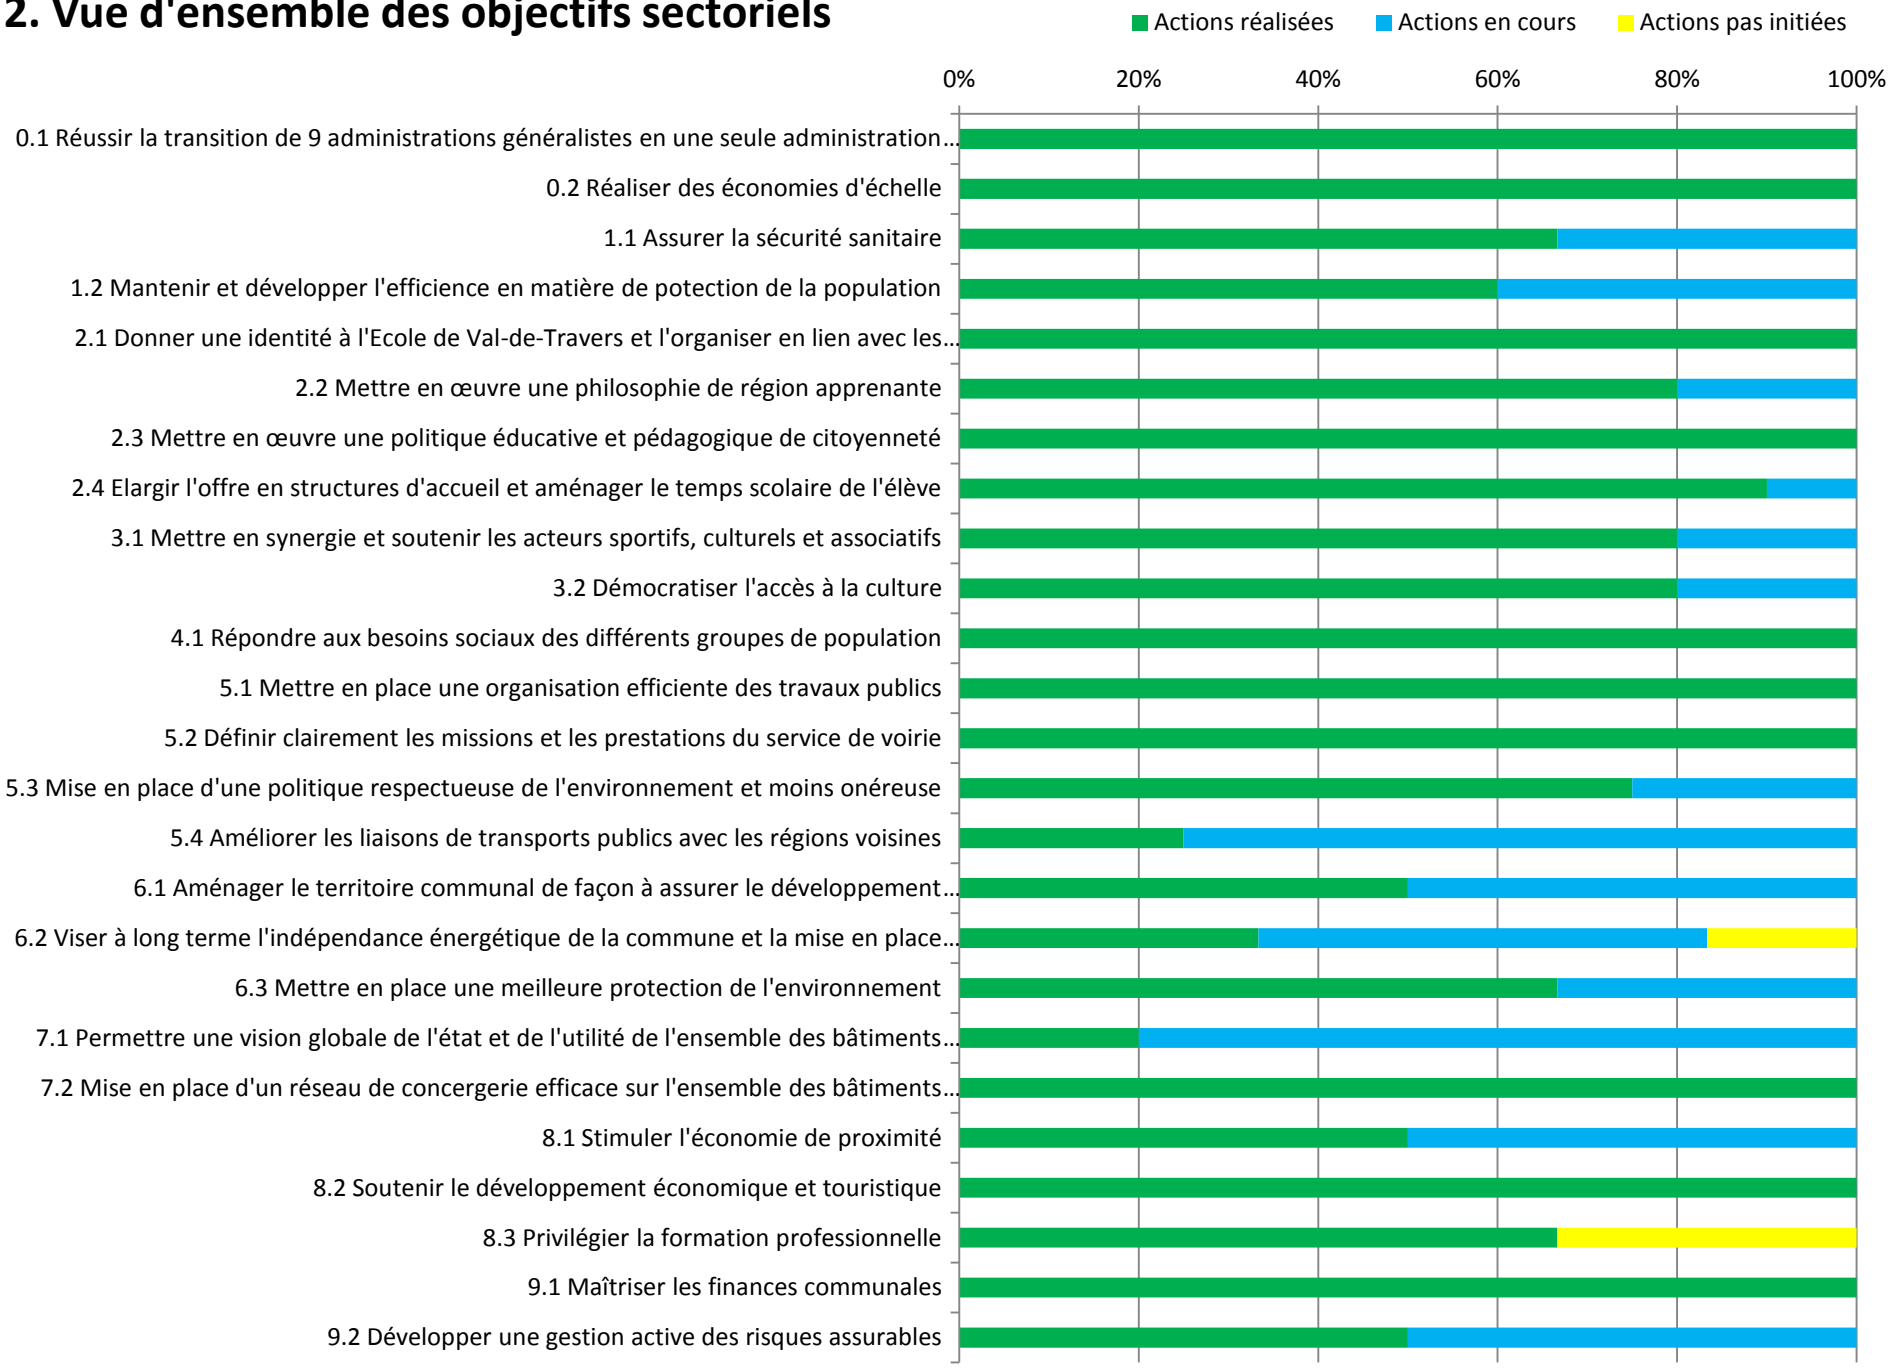 2. Vue d'ensemble des objectifs sectoriels
Actions réalisées Actions en cours Actions pas initiées
0% 20% 40% 60% 80% 100%
0.1 Réussir la transition de 9 administrations généralistes en une seule administration...
0.2 Réaliser des économies d'échelle
1.1 Assurer la sécurité sanitaire
1.2 Mantenir et développer l'efficience en matière de potection de la population
2.1 Donner une identité à l'Ecole de Val-de-Travers et l'organiser en lien avec les...
2.2 Mettre en œuvre une philosophie de région apprenante
2.3 Mettre en œuvre une politique éducative et pédagogique de citoyenneté
2.4 Elargir l'offre en structures d'accueil et aménager le temps scolaire de l'élève
3.1 Mettre en synergie et soutenir les acteurs sportifs, culturels et associatifs
3.2 Démocratiser l'accès à la culture
4.1 Répondre aux besoins sociaux des différents groupes de population
5.1 Mettre en place une organisation efficiente des travaux publics
5.2 Définir clairement les missions et les prestations du service de voirie
5.3 Mise en place d'une politique respectueuse de l'environnement et moins onéreuse
5.4 Améliorer les liaisons de transports publics avec les régions voisines
6.1 Aménager le territoire communal de façon à assurer le développement...
6.2 Viser à long terme l'indépendance énergétique de la commune et la mise en place...
6.3 Mettre en place une meilleure protection de l'environnement
7.1 Permettre une vision globale de l'état et de l'utilité de l'ensemble des bâtiments...
7.2 Mise en place d'un réseau de concergerie efficace sur l'ensemble des bâtiments...
8.1 Stimuler l'économie de proximité
8.2 Soutenir le développement économique et touristique
8.3 Privilégier la formation professionnelle
9.1 Maîtriser les finances communales
9.2 Développer une gestion active des risques assurables